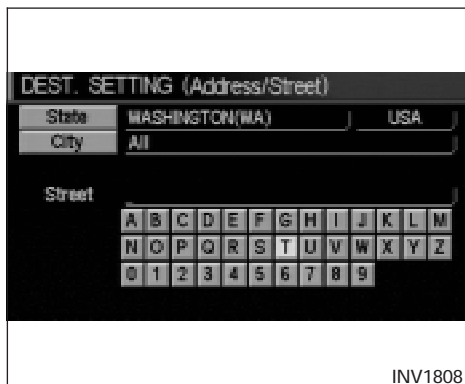 DEST. SETTING (Address/Street)
State WASHINGTON(WA) USA
City All
Street
A B C D E F G H I J K L M
N O P Q R S T U V W X Y Z
0 1 2 3 4 5 6 7 8 9
INV1808